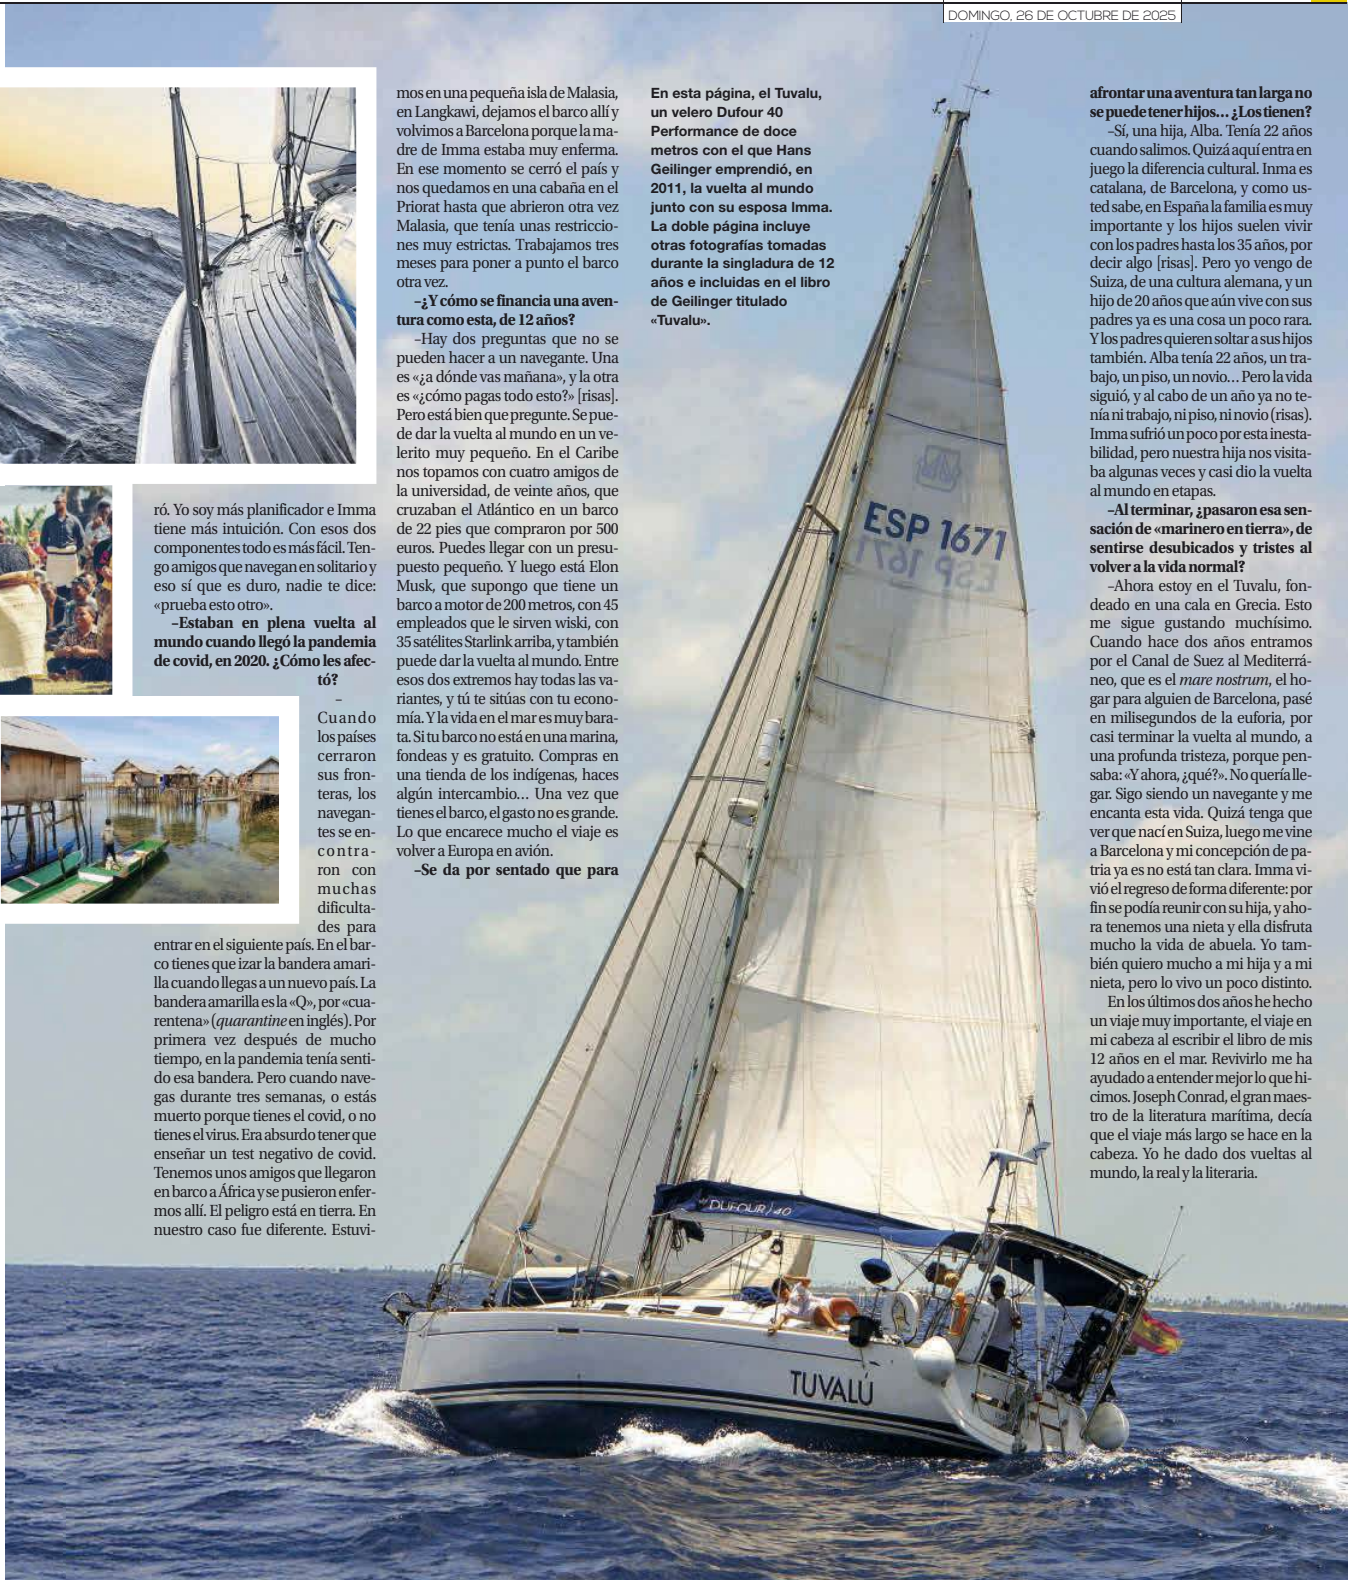 DOMINGO, 26 DE OCTUBRE DE 2025
ró. Yo soy más planificador e Imma
tiene más intuición. Con esos dos
componentes todo es más fácil. Ten-
go amigos que navegan en solitario y
eso sí que es duro, nadie te dice:
«prueba esto otro».
–Estaban en plena vuelta al
mundo cuando llegó la pandemia
de covid, en 2020. ¿Cómo les afec-
tó?
–
Cuando
los países
cerraron
sus fron-
teras, los
navegan-
tes se en-
contra-
ron con
muchas
dificulta-
des para
entrar en el siguiente país. En el bar-
co tienes que izar la bandera amari-
lla cuando llegas a un nuevo país. La
bandera amarilla es la «Q», por «cua-
rentena» (quarantine en inglés). Por
primera vez después de mucho
tiempo, en la pandemia tenía senti-
do esa bandera. Pero cuando nave-
gas durante tres semanas, o estás
muerto porque tienes el covid, o no
tienes el virus. Era absurdo tener que
enseñar un test negativo de covid.
Tenemos unos amigos que llegaron
en barco a África y se pusieron enfer-
mos allí. El peligro está en tierra. En
nuestro caso fue diferente. Estuvi-
mos en una pequeña isla de Malasia,
en Langkawi, dejamos el barco allí y
volvimos a Barcelona porque la ma-
dre de Imma estaba muy enferma.
En ese momento se cerró el país y
nos quedamos en una cabaña en el
Priorat hasta que abrieron otra vez
Malasia, que tenía unas restriccio-
nes muy estrictas. Trabajamos tres
meses para poner a punto el barco
otra vez.
–¿Y cómo se financia una aven-
tura como esta, de 12 años?
–Hay dos preguntas que no se
pueden hacer a un navegante. Una
es «¿a dónde vas mañana», y la otra
es «¿cómo pagas todo esto?» [risas].
Pero está bien que pregunte. Se pue-
de dar la vuelta al mundo en un ve-
lerito muy pequeño. En el Caribe
nos topamos con cuatro amigos de
la universidad, de veinte años, que
cruzaban el Atlántico en un barco
de 22 pies que compraron por 500
euros. Puedes llegar con un presu-
puesto pequeño. Y luego está Elon
Musk, que supongo que tiene un
barco a motor de 200 metros, con 45
empleados que le sirven wiski, con
35 satélites Starlink arriba, y también
puede dar la vuelta al mundo. Entre
esos dos extremos hay todas las va-
riantes, y tú te sitúas con tu econo-
mía. Y la vida en el mar es muy bara-
ta. Si tu barco no está en una marina,
fondeas y es gratuito. Compras en
una tienda de los indígenas, haces
algún intercambio... Una vez que
tienes el barco, el gasto no es grande.
Lo que encarece mucho el viaje es
volver a Europa en avión.
–Se da por sentado que para
En esta página, el Tuvalu,
un velero Dufour 40
Performance de doce
metros con el que Hans
Geilinger emprendió, en
2011, la vuelta al mundo
junto con su esposa Imma.
La doble página incluye
otras fotografías tomadas
durante la singladura de 12
años e incluidas en el libro
de Geilinger titulado
«Tuvalu».
afrontar una aventura tan larga no
se puede tener hijos... ¿Los tienen?
–Sí, una hija, Alba. Tenía 22 años
cuando salimos. Quizá aquí entra en
juego la diferencia cultural. Inma es
catalana, de Barcelona, y como us-
ted sabe, en España la familia es muy
importante y los hijos suelen vivir
con los padres hasta los 35 años, por
decir algo [risas]. Pero yo vengo de
Suiza, de una cultura alemana, y un
hijo de 20 años que aún vive con sus
padres ya es una cosa un poco rara.
Y los padres quieren soltar a sus hijos
también. Alba tenía 22 años, un tra-
bajo, un piso, un novio... Pero la vida
siguió, y al cabo de un año ya no te-
nía ni trabajo, ni piso, ni novio (risas).
Imma sufrió un poco por esta inesta-
bilidad, pero nuestra hija nos visita-
ba algunas veces y casi dio la vuelta
al mundo en etapas.
–Al terminar, ¿pasaron esa sen-
sación de «marinero en tierra», de
sentirse desubicados y tristes al
volver a la vida normal?
–Ahora estoy en el Tuvalu, fon-
deado en una cala en Grecia. Esto
me sigue gustando muchísimo.
Cuando hace dos años entramos
por el Canal de Suez al Mediterrá-
neo, que es el mare nostrum, el ho-
gar para alguien de Barcelona, pasé
en milisegundos de la euforia, por
casi terminar la vuelta al mundo, a
una profunda tristeza, porque pen-
saba: «Y ahora, ¿qué?». No quería lle-
gar. Sigo siendo un navegante y me
encanta esta vida. Quizá tenga que
ver que nací en Suiza, luego me vine
a Barcelona y mi concepción de pa-
tria ya es no está tan clara. Imma vi-
vió el regreso de forma diferente: por
fin se podía reunir con su hija, y aho-
ra tenemos una nieta y ella disfruta
mucho la vida de abuela. Yo tam-
bién quiero mucho a mi hija y a mi
nieta, pero lo vivo un poco distinto.
En los últimos dos años he hecho
un viaje muy importante, el viaje en
mi cabeza al escribir el libro de mis
12 años en el mar. Revivirlo me ha
ayudado a entender mejor lo que hi-
cimos. Joseph Conrad, el gran maes-
tro de la literatura marítima, decía
que el viaje más largo se hace en la
cabeza. Yo he dado dos vueltas al
mundo, la real y la literaria.
ESP 1671
DUFOUR/40
TUVALÚ